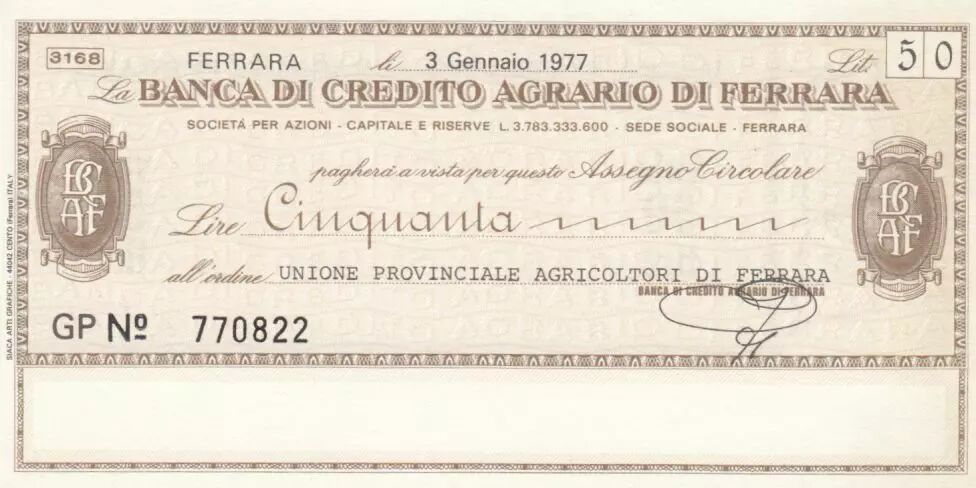 3168 FERRARA li 3 Gennaio 1977 Lit. 50
La BANCA DI CREDITO AGRARIO DI FERRARA
SOCIETÁ PER AZIONI - CAPITALE E RISERVE L. 3.783.333.600 - SEDE SOCIALE - FERRARA
pagherà a vista per questo Assegno Circolare
BCAF
BCAF
Lire Cinquanta
all'ordine UNIONE PROVINCIALE AGRICOLTORI DI FERRARA
BANCA DI CREDITO AGRARIO DI FERRARA
GP Nº 770822
SIACA ARTI GRAFICHE - 44042 CENTO (Ferrara) ITALY